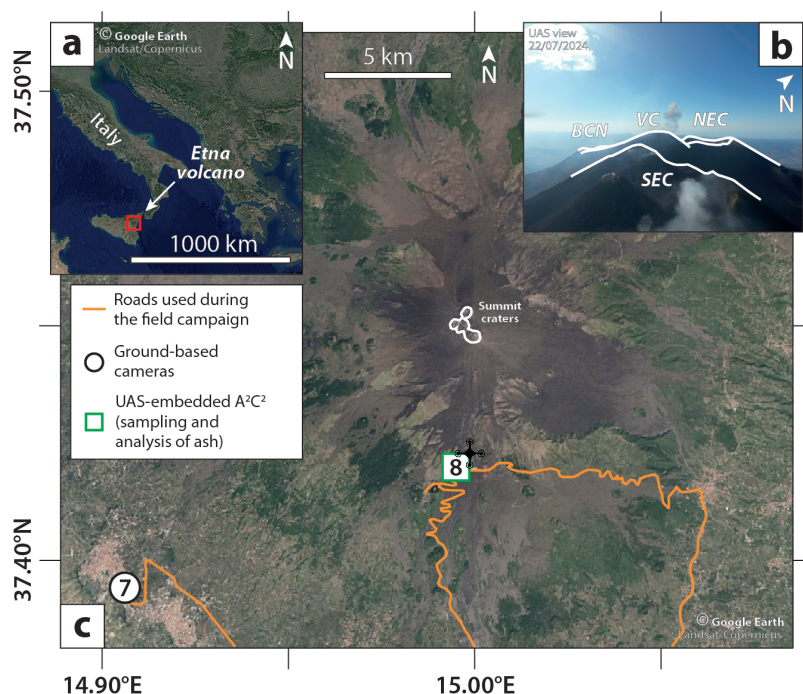 a
© Google Earth
Landsat/Copernicus
N
Italy
Etna
volcano
1000 km
5 km
N
b
UAS view
22/07/2024
N
BCN
VC
NEC
SEC
37.50°N
Roads used during
the field campaign
Ground-based
cameras
UAS-embedded A²C²
(sampling and
analysis of ash)
Summit
craters
8
37.40°N
7
c
© Google Earth
Landsat/Copernicus
14.90°E
15.00°E